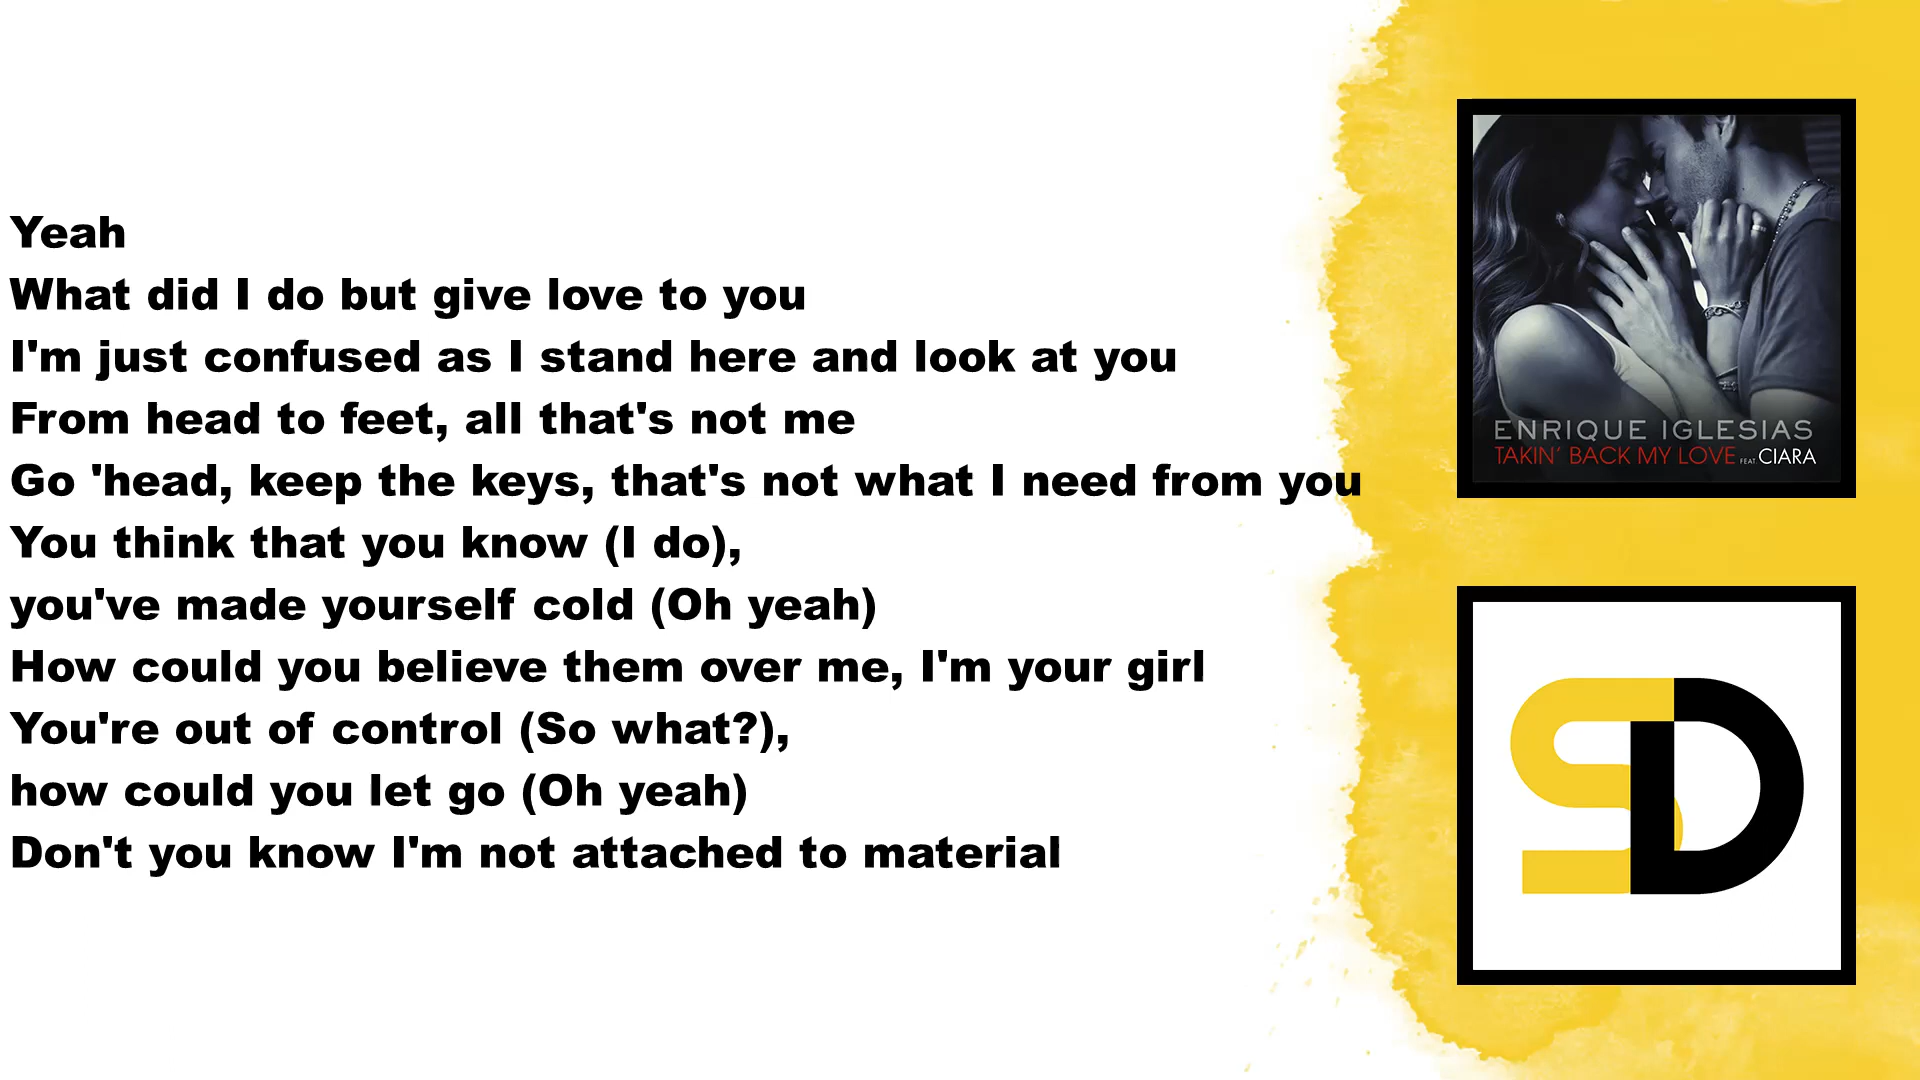 Yeah
What did I do but give love to you
I'm just confused as I stand here and look at you
From head to feet, all that's not me
Go 'head, keep the keys, that's not what I need from you
You think that you know (I do),
you've made yourself cold (Oh yeah)
How could you believe them over me, I'm your girl
You're out of control (So what?),
how could you let go (Oh yeah)
Don't you know I'm not attached to material
ENRIQUE IGLESIAS
TAKIN' BACK MY LOVE FEAT. CIARA
SD